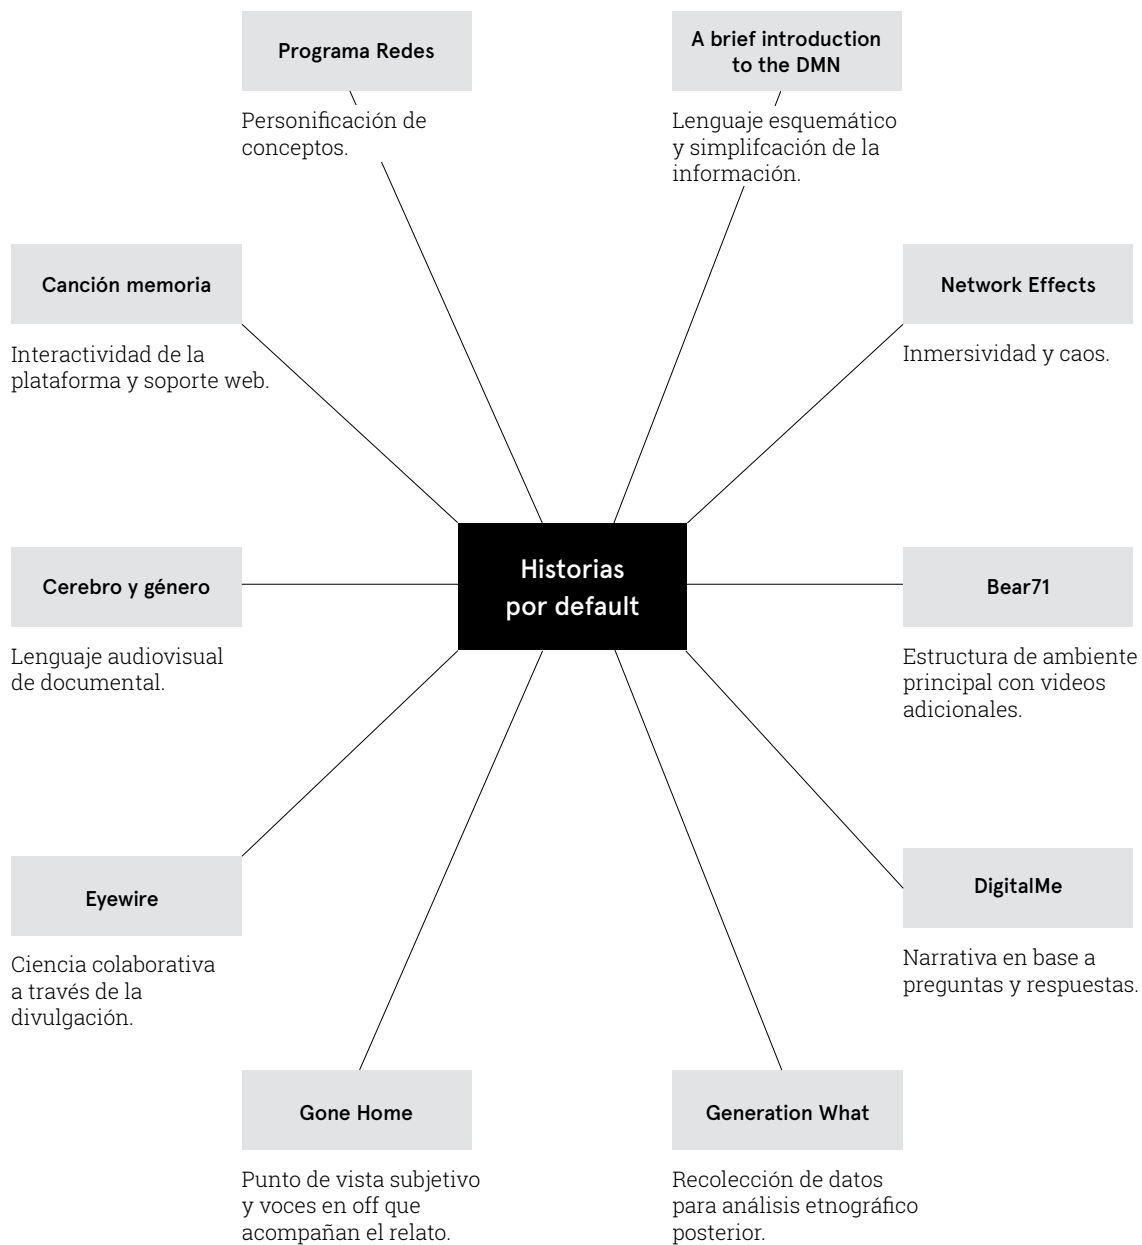 Programa Redes
Personificación de
conceptos.
A brief introduction
to the DMN
Lenguaje esquemático
y simplifcación de la
información.
Canción memoria
Interactividad de la
plataforma y soporte web.
Network Effects
Inmersividad y caos.
Historias
por default
Cerebro y género
Lenguaje audiovisual
de documental.
Bear71
Estructura de ambiente
principal con videos
adicionales.
Eyewire
Ciencia colaborativa
a través de la
divulgación.
DigitalMe
Narrativa en base a
preguntas y respuestas.
Gone Home
Punto de vista subjetivo
y voces en off que
acompañan el relato.
Generation What
Recolección de datos
para análisis etnográfico
posterior.